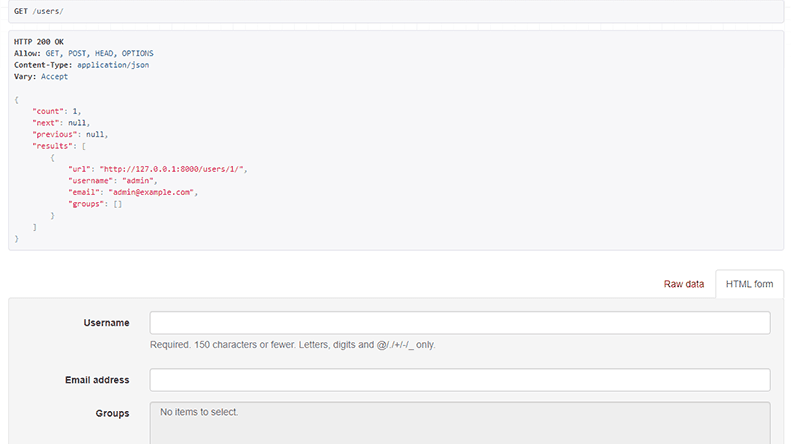 GET /users/
HTTP 200 OK
Allow: GET, POST, HEAD, OPTIONS
Content-Type: application/json
Vary: Accept
{
    "count": 1,
    "next": null,
    "previous": null,
    "results": [
        {
            "url": "http://127.0.0.1:8000/users/1/",
            "username": "admin",
            "email": "admin@example.com",
            "groups": []
        }
    ]
}
Raw data HTML form
Username
Required. 150 characters or fewer. Letters, digits and @/./+/-/_ only.
Email address
Groups No items to select.